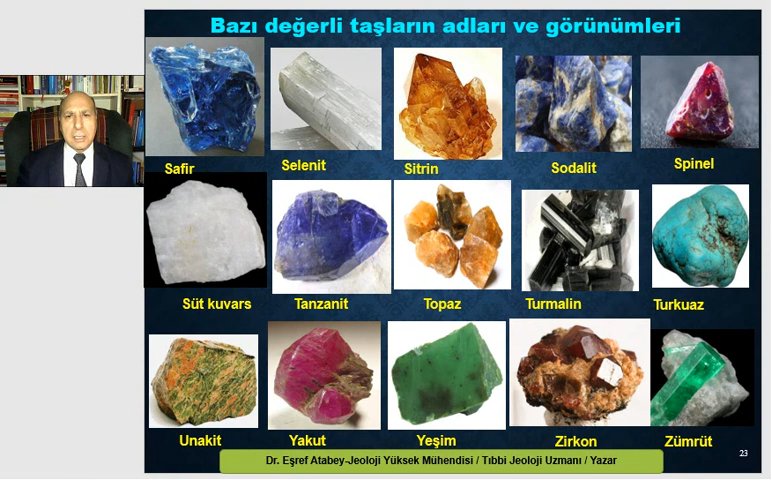 Bazı değerli taşların adları ve görünümleri
Safir
Selenit
Sitrin
Sodalit
Spinel
Süt kuvars
Tanzanit
Topaz
Turmalin
Turkuaz
Unakit
Yakut
Yeşim
Zirkon
Zümrüt
Dr. Eşref Atabey-Jeoloji Yüksek Mühendisi / Tıbbi Jeoloji Uzmanı / Yazar
23